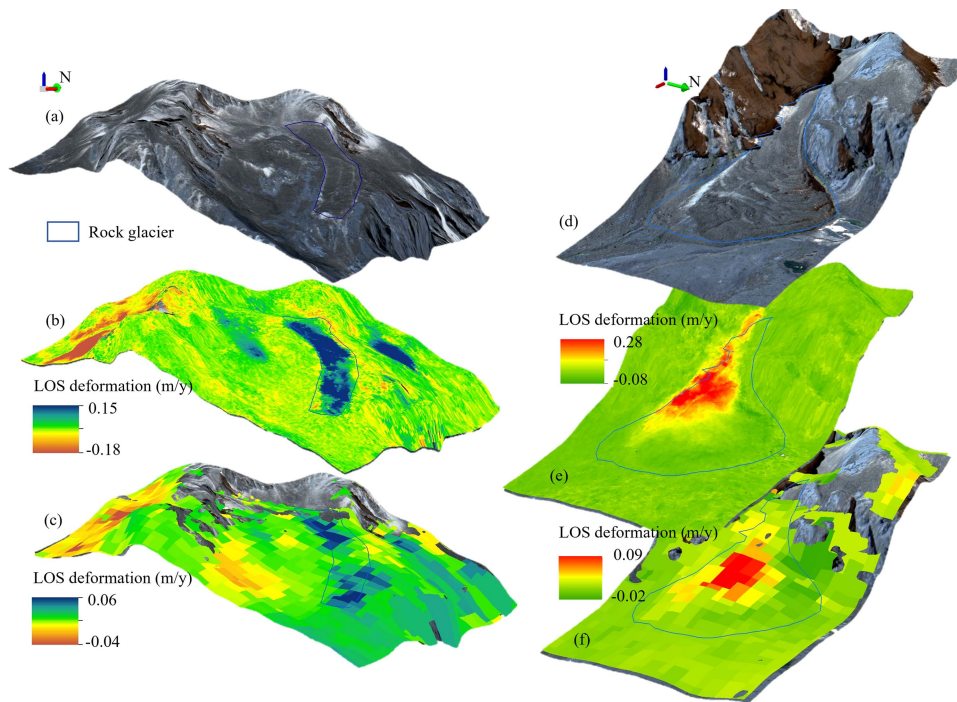 N
(a)
Rock glacier
(b)
LOS deformation (m/y)
0.15
-0.18
(c)
LOS deformation (m/y)
0.06
-0.04
N
(d)
LOS deformation (m/y)
0.28
-0.08
(e)
LOS deformation (m/y)
0.09
-0.02
(f)